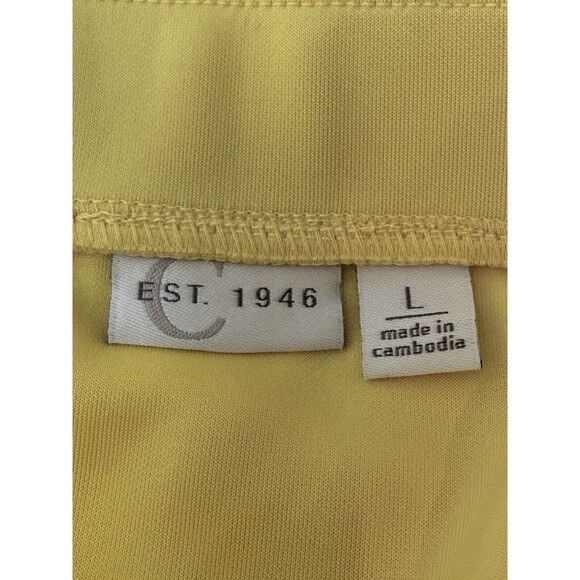 C
EST. 1946
L
made in
cambodia